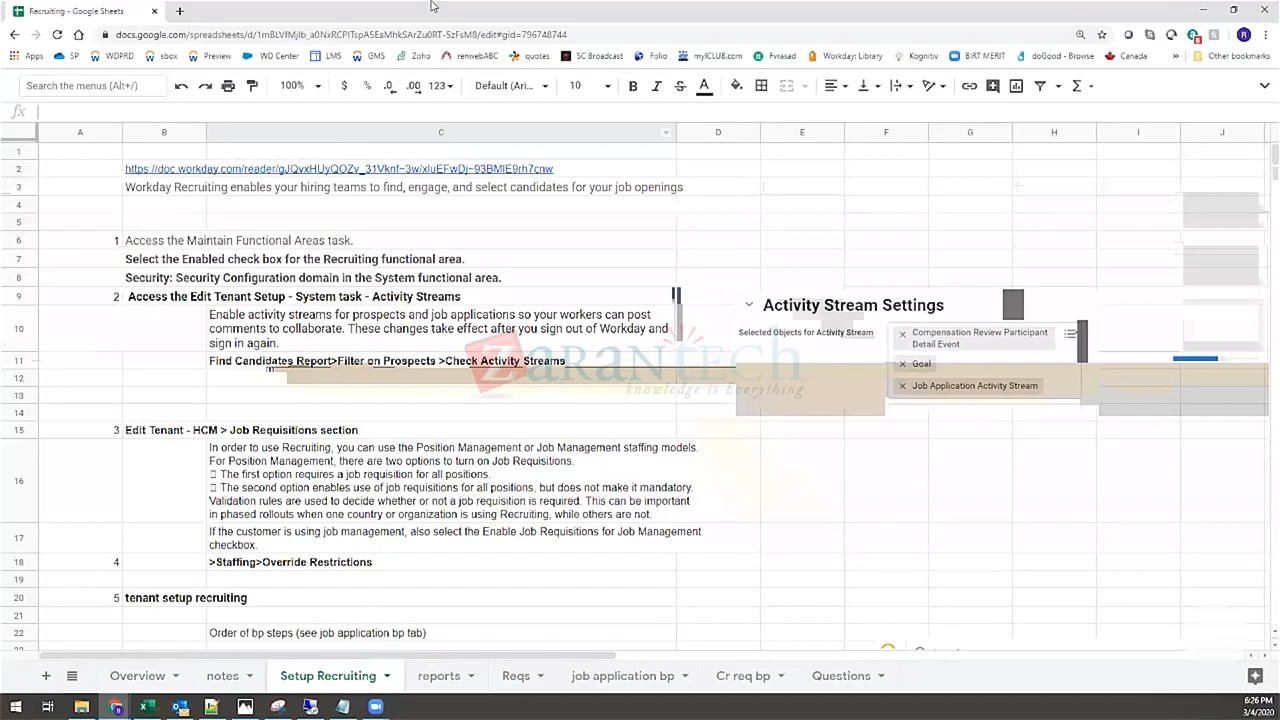 Recruiting - Google Sheets
docs.google.com/spreadsheets/d/1mBLVfMjIb_a0NxRCPITspA5EaMhkSArZu0RT-5zFsM8/edit#gid=796748744
Apps SP WDPRD sbox Preview WD Center LMS GMS Zoho renwebABC quotes SC Broadcast Folio myICLUB.com Fvasad Workday: Library Kognitiv BIRT MERIT doGood - Browse Canada » Other bookmarks
Search the menus (Alt+/) 100% $ % .0 .00 123 Default (Ari... 10 B I S A
fx
A B C D E F G H I J
1
2 https://doc.workday.com/reader/gJQvxHUyQOZv_31Vknf~3w/xluEFwDj~93BMIE9rh7cnw
3 Workday Recruiting enables your hiring teams to find, engage, and select candidates for your job openings
4
5
6 1 Access the Maintain Functional Areas task.
7 Select the Enabled check box for the Recruiting functional area.
8 Security: Security Configuration domain in the System functional area.
9 2 Access the Edit Tenant Setup - System task - Activity Streams
10 Enable activity streams for prospects and job applications so your workers can post
comments to collaborate. These changes take effect after you sign out of Workday and
sign in again.
Activity Stream Settings
Selected Objects for Activity Stream
Compensation Review Participant
Detail Event
Goal
Job Application Activity Stream
11 Find Candidates Report>Filter on Prospects >Check Activity Streams
ZaranTech
knowledge is Everything
12
13
14
15 3 Edit Tenant - HCM > Job Requisitions section
16 In order to use Recruiting, you can use the Position Management or Job Management staffing models.
For Position Management, there are two options to turn on Job Requisitions.
The first option requires a job requisition for all positions.
The second option enables use of job requisitions for all positions, but does not make it mandatory.
Validation rules are used to decide whether or not a job requisition is required. This can be important
in phased rollouts when one country or organization is using Recruiting, while others are not.
17 If the customer is using job management, also select the Enable Job Requisitions for Job Management
checkbox.
18 4 >Staffing>Override Restrictions
19
20 5 tenant setup recruiting
21
22 Order of bp steps (see job application bp tab)
Overview notes Setup Recruiting reports Reqs job application bp Cr req bp Questions
6:26 PM
3/4/2020